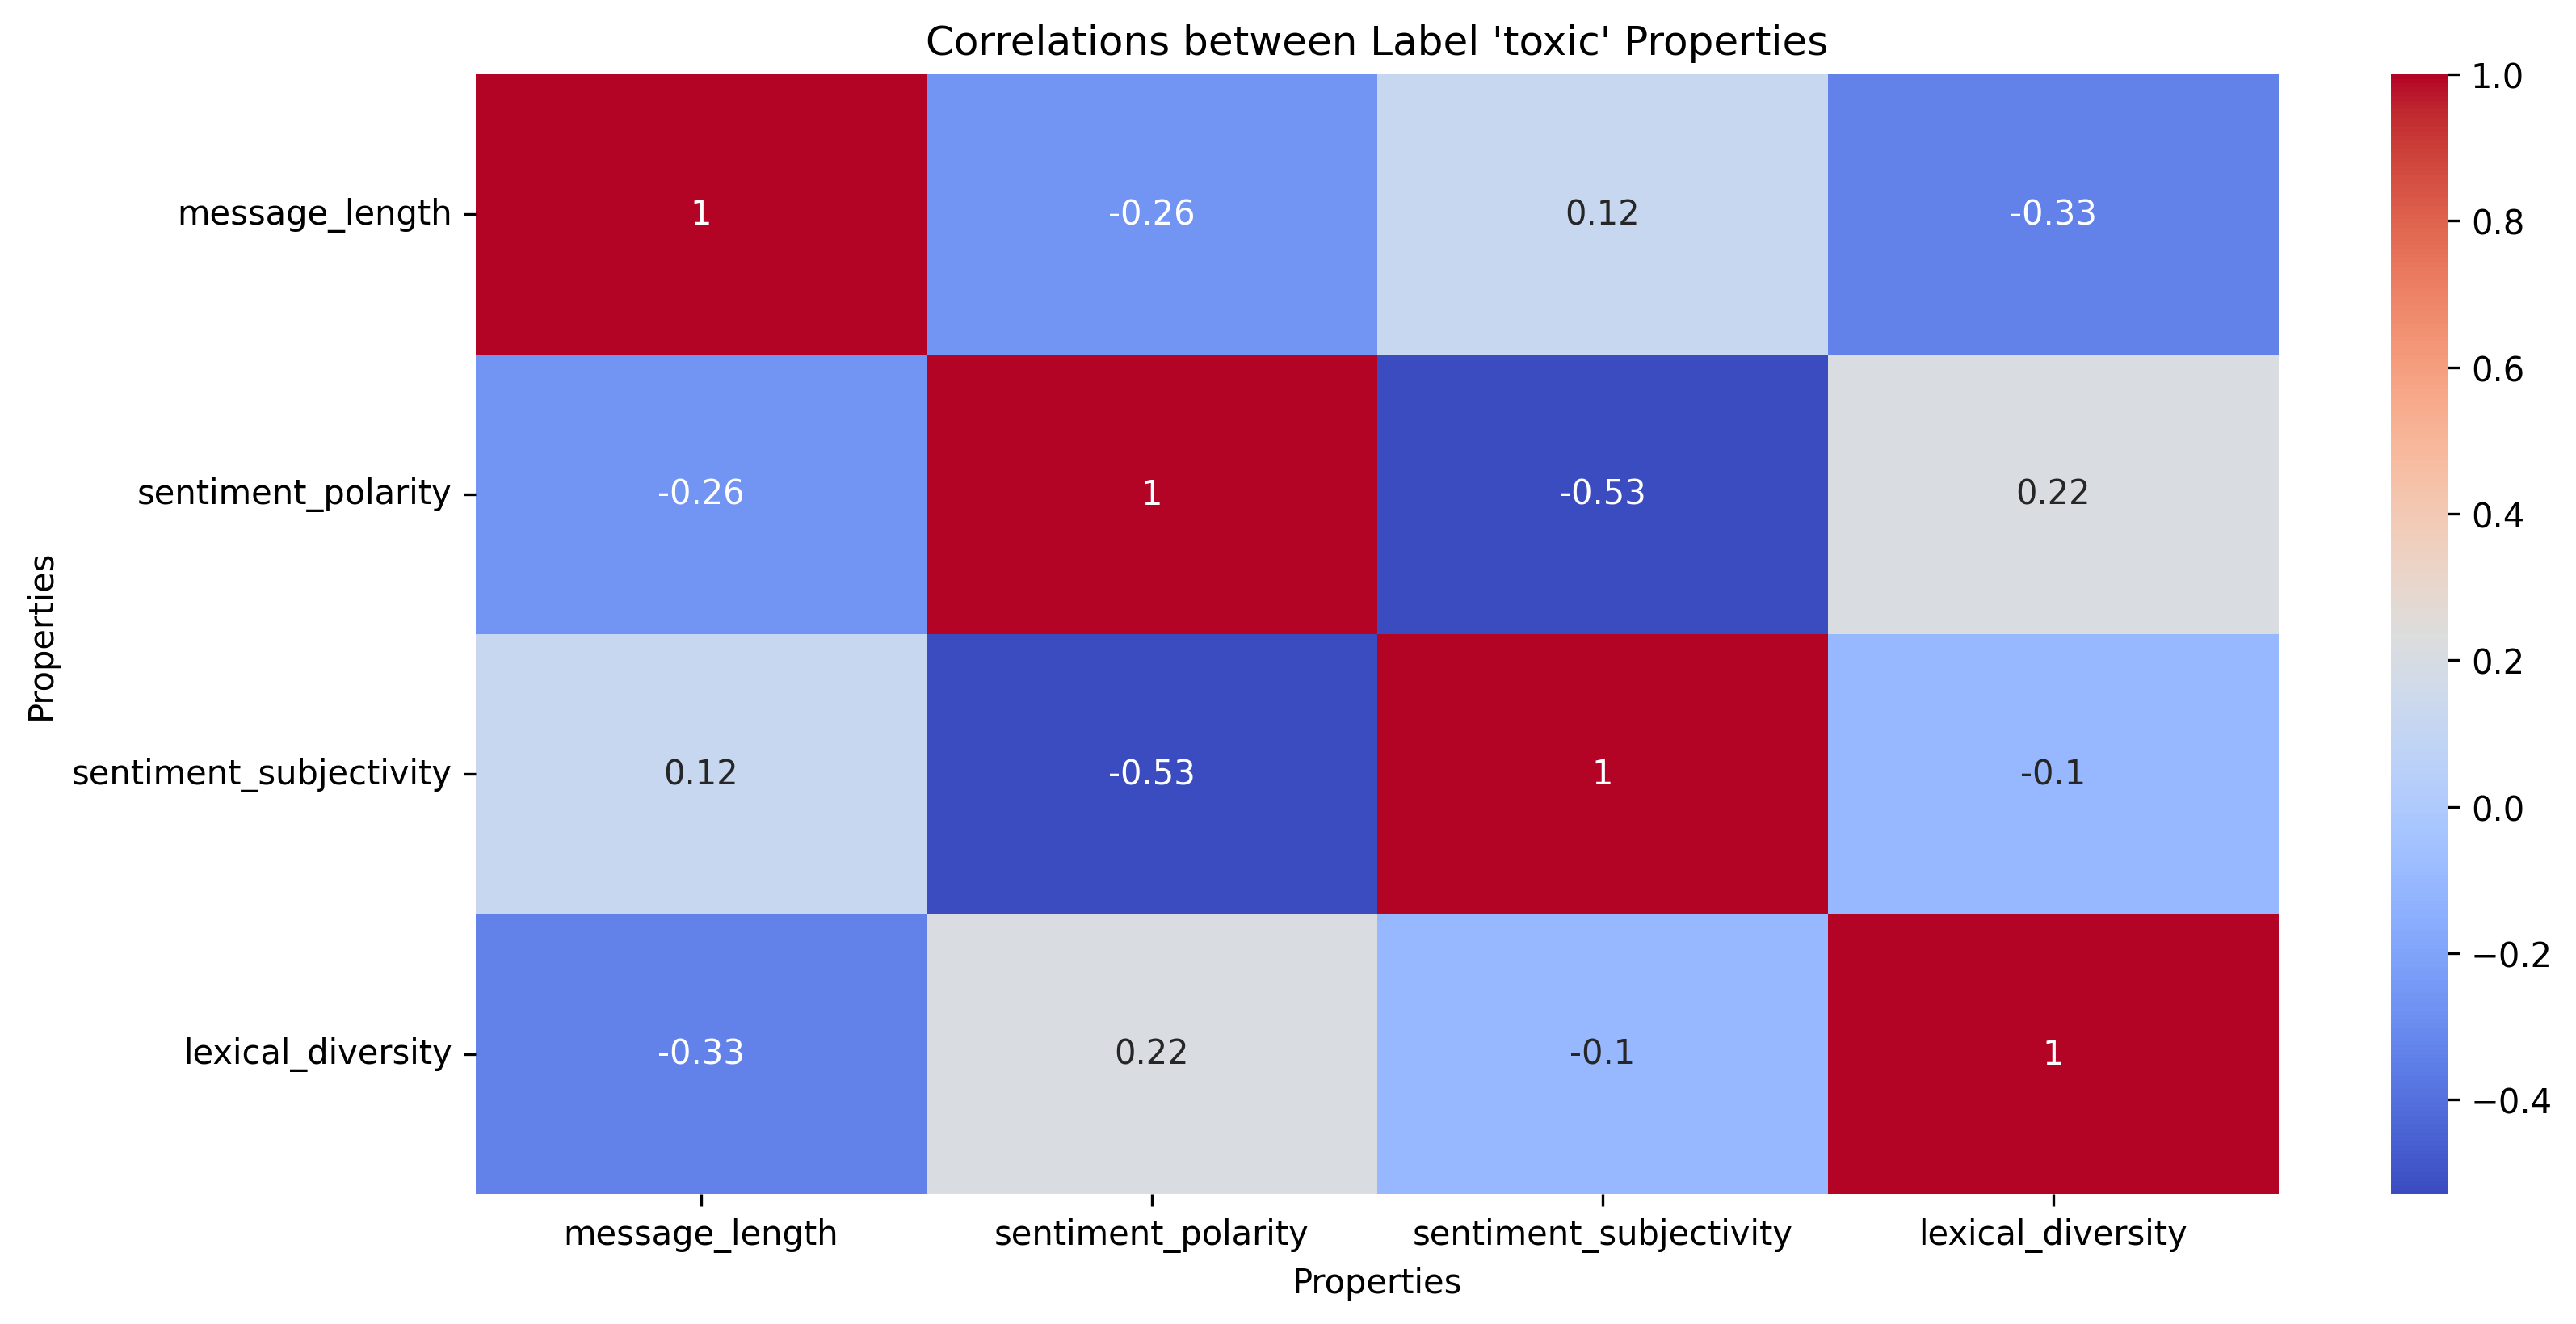 Correlations between Label 'toxic' Properties
message_length 1 -0.26 0.12 -0.33
sentiment_polarity -0.26 1 -0.53 0.22
sentiment_subjectivity 0.12 -0.53 1 -0.1
lexical_diversity -0.33 0.22 -0.1 1
message_length sentiment_polarity sentiment_subjectivity lexical_diversity
Properties
Properties
1.0
0.8
0.6
0.4
0.2
0.0
−0.2
−0.4